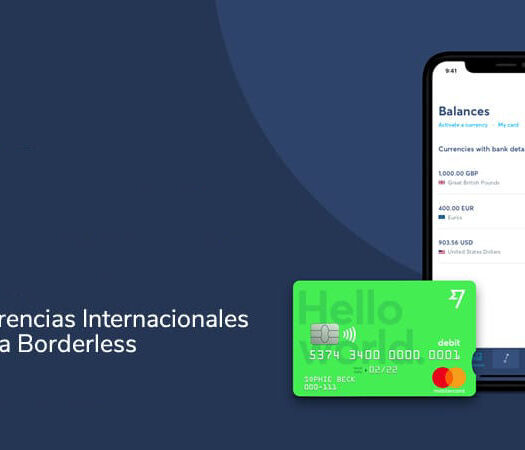 9:41
Balances
Activate a currency · My card
Currencies with bank deta
1,000.00 GBP
Great British Pounds
400.00 EUR
Euros
903.56 USD
United States Dollars
rencias Internacionales
a Borderless
Hello
world.
debit
5374 3400 0000 0001
02/22
SOPHIE BECK
000-111
mastercard